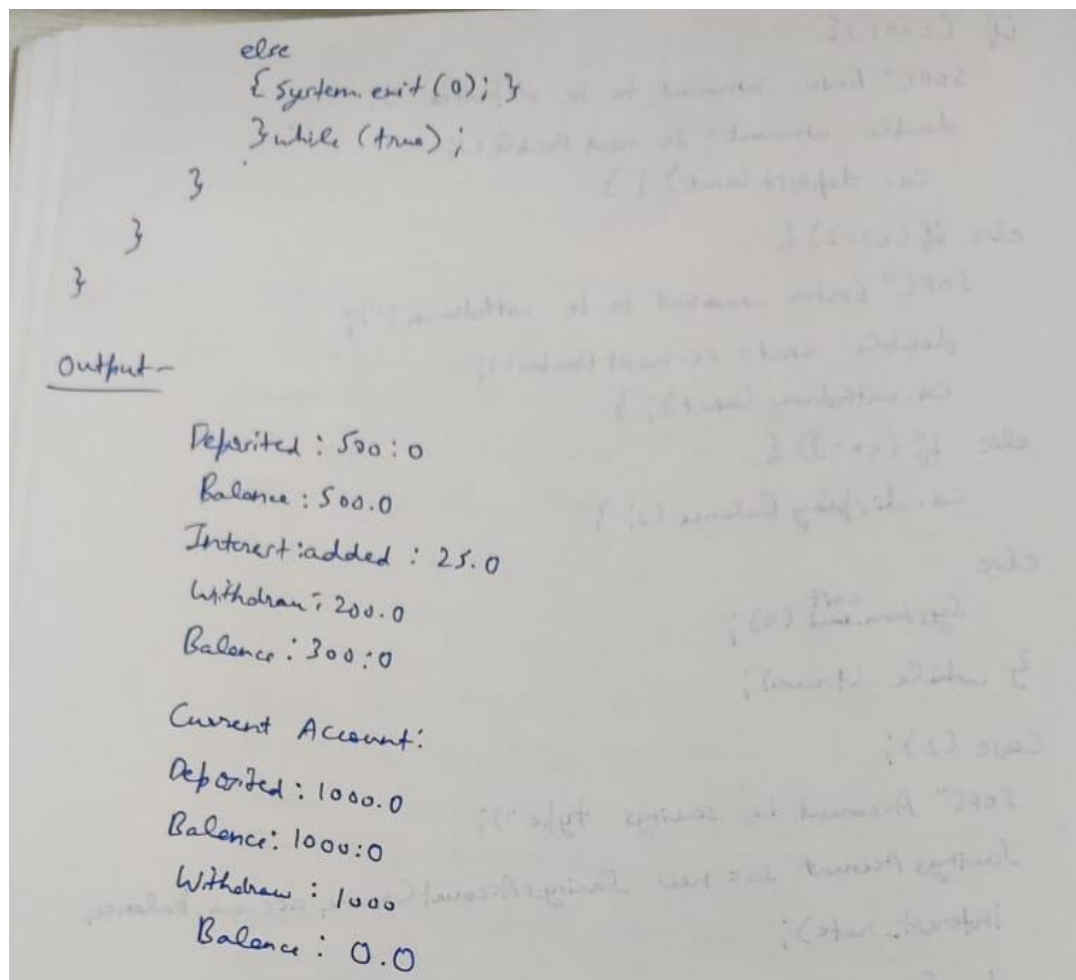 else
{ System.exit (0); }
} while (true);
}
}
}
Output-
Deposited : 500:0
Balance : 500.0
Interest:added : 25.0
Withdraw: 200.0
Balance : 300:0
Current Account:
Deposited : 1000.0
Balance: 1000:0
Withdraw : 1000
Balance : 0.0